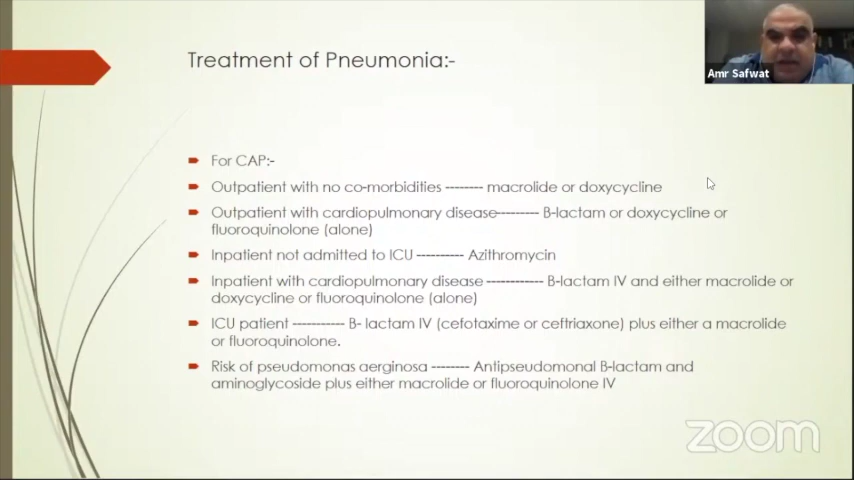 Treatment of Pneumonia:-
Amr Safwat
For CAP:-
Outpatient with no co-morbidities -------- macrolide or doxycycline
Outpatient with cardiopulmonary disease--------- B-lactam or doxycycline or
fluoroquinolone (alone)
Inpatient not admitted to ICU ---------- Azithromycin
Inpatient with cardiopulmonary disease ------------ B-lactam IV and either macrolide or
doxycycline or fluoroquinolone (alone)
ICU patient ----------- B- lactam IV (cefotaxime or ceftriaxone) plus either a macrolide
or fluoroquinolone.
Risk of pseudomonas aerginosa -------- Antipseudomonal B-lactam and
aminoglycoside plus either macrolide or fluoroquinolone IV
zoom